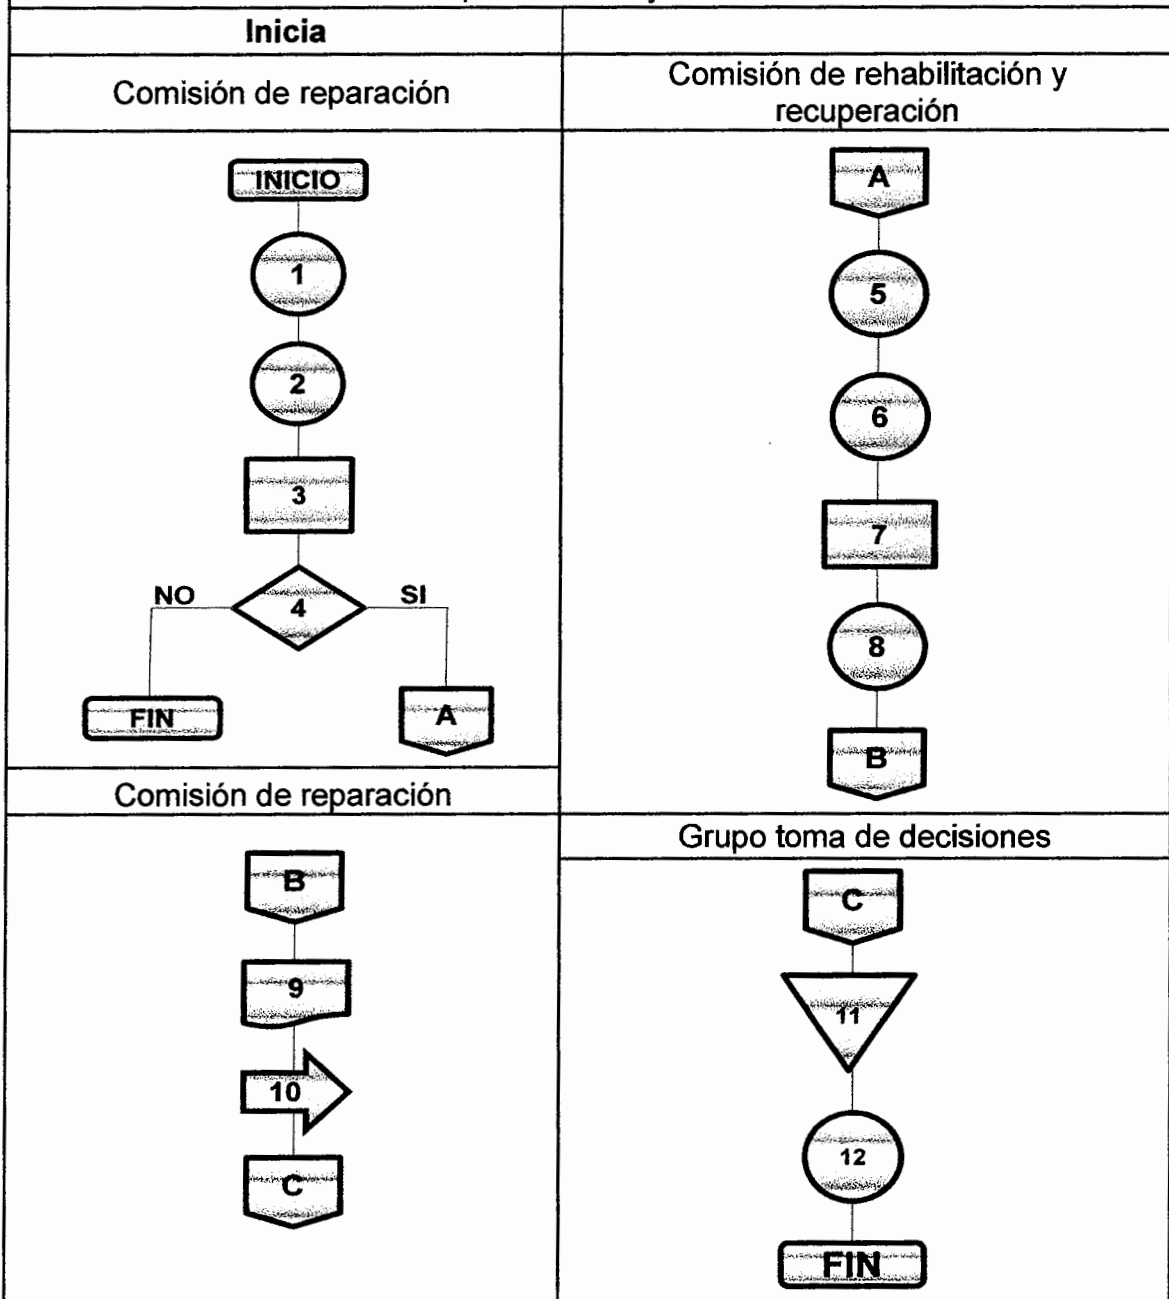 Inicia
Comisión de reparación
INICIO
1
2
3
4
NO
SI
FIN
A
Comisión de rehabilitación y
recuperación
A
5
6
7
8
B
Comisión de reparación
B
9
10
C
Grupo toma de decisiones
C
11
12
FIN